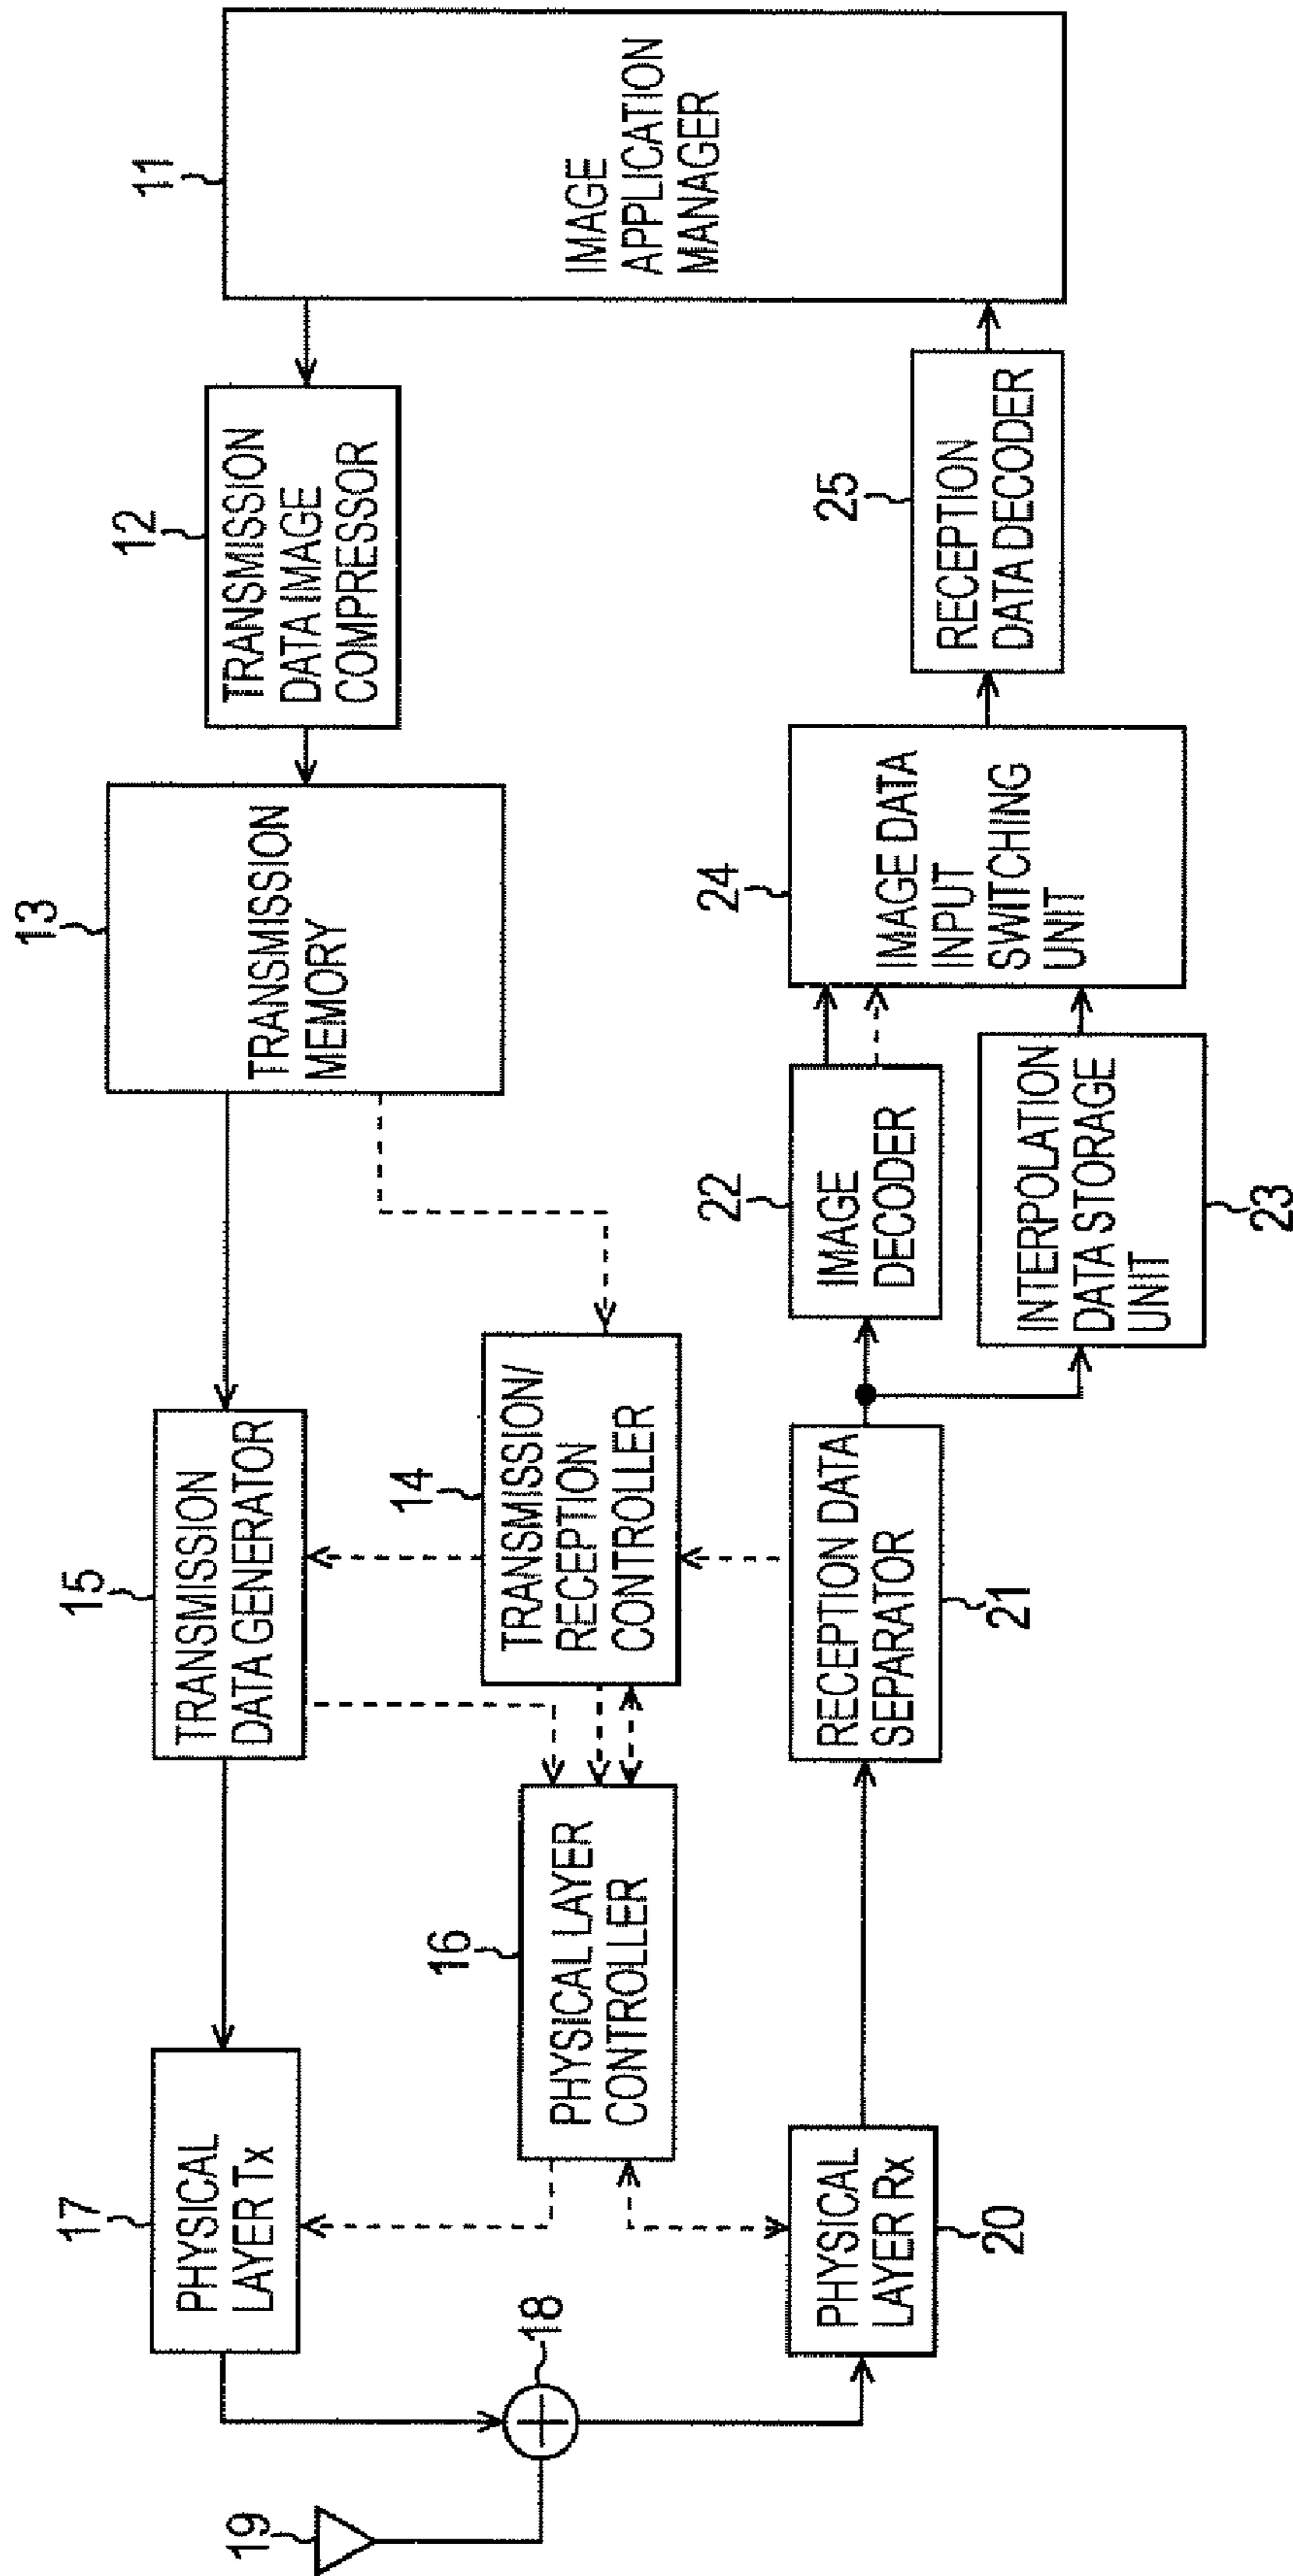 11
IMAGE
APPLICATION
MANAGER
12
TRANSMISSION
DATA IMAGE
COMPRESSOR
13
TRANSMISSION
MEMORY
14
TRANSMISSION/
RECEPTION
CONTROLLER
15
TRANSMISSION
DATA GENERATOR
16
PHYSICAL LAYER
CONTROLLER
17
PHYSICAL
LAYER Tx
18
19
PHYSICAL
LAYER Rx
20
RECEPTION DATA
SEPARATOR
21
22
IMAGE
DECODER
INTERPOLATION
DATA STORAGE
UNIT
23
24
IMAGE DATA
INPUT
SWITCHING
UNIT
25
RECEPTION
DATA DECODER